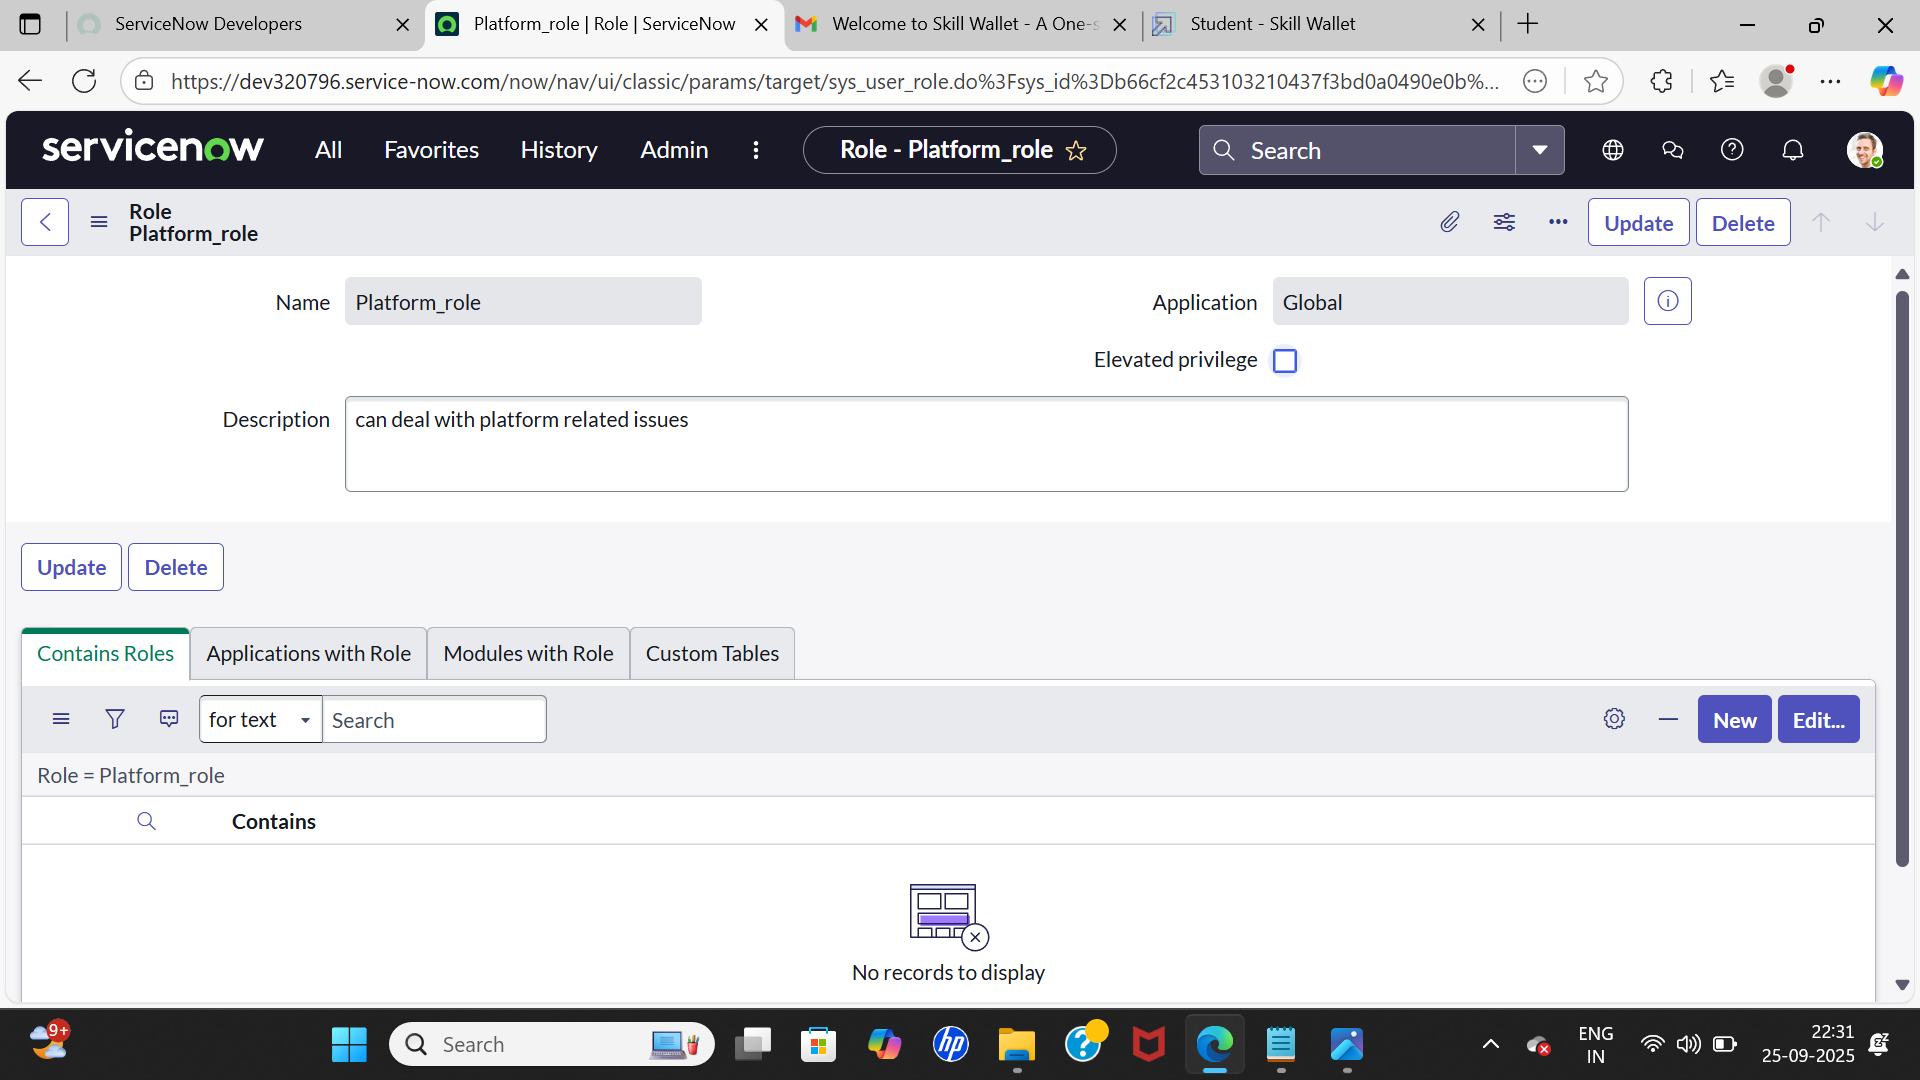 ServiceNow Developers
Platform_role | Role | ServiceNow
Welcome to Skill Wallet - A One-s
Student - Skill Wallet
https://dev320796.service-now.com/now/nav/ui/classic/params/target/sys_user_role.do%3Fsys_id%3Db66cf2c453103210437f3bd0a0490e0b%...
servicenow
All
Favorites
History
Admin
Role - Platform_role
Search
Role
Platform_role
Update
Delete
Name
Platform_role
Application
Global
Elevated privilege
Description
can deal with platform related issues
Update
Delete
Contains Roles
Applications with Role
Modules with Role
Custom Tables
for text
Search
New
Edit...
Role = Platform_role
Contains
No records to display
9+
Search
hp
ENG
IN
22:31
25-09-2025